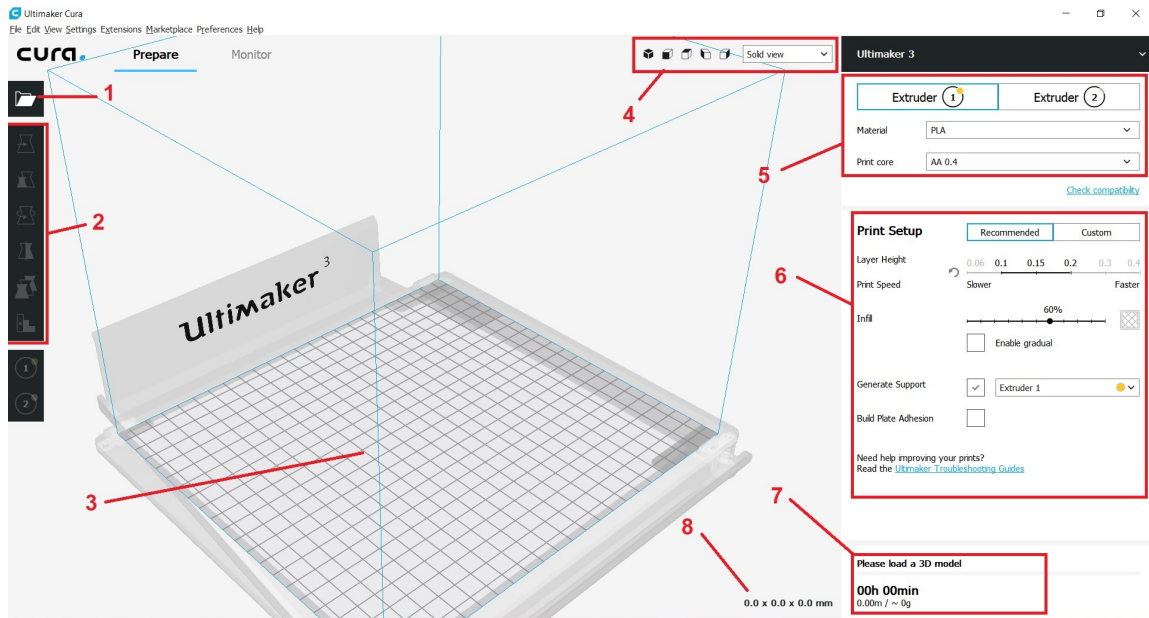 Ultimaker Cura
File Edit View Settings Extensions Marketplace Preferences Help
cura.
Prepare
Monitor
Solid view
Ultimaker 3
1
2
3
4
5
6
7
8
Extruder 1
Extruder 2
Material
PLA
Print core
AA 0.4
Check compatibility
Print Setup
Recommended
Custom
Layer Height
0.06 0.1 0.15 0.2 0.3 0.4
Print Speed
Slower
Faster
Infill
60%
Enable gradual
Generate Support
Extruder 1
Build Plate Adhesion
Need help improving your prints?
Read the Ultimaker Troubleshooting Guides
Ultimaker 3
1
2
0.0 x 0.0 x 0.0 mm
Please load a 3D model
00h 00min
0.00m / ~ 0g